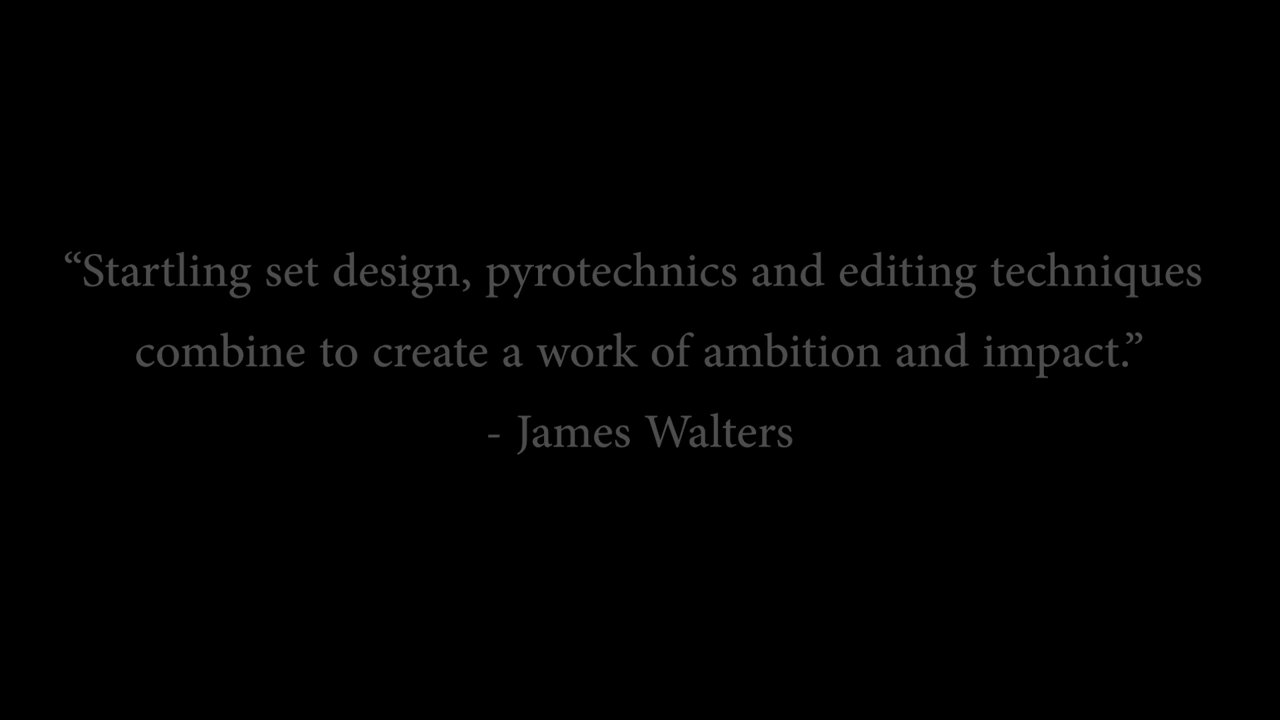 “Startling set design, pyrotechnics and editing techniques
combine to create a work of ambition and impact.”
- James Walters